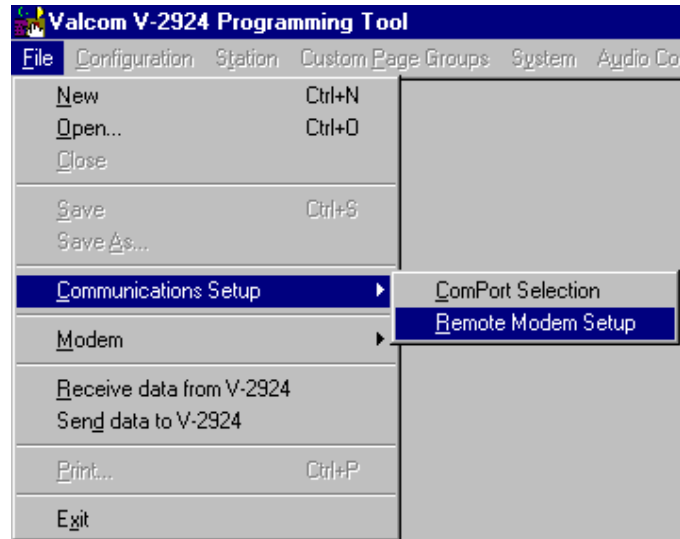 Valcom V-2924 Programming Tool
File Configuration Station Custom Page Groups System Audio Co
New Ctrl+N
Open... Ctrl+O
Close
Save Ctrl+S
Save As...
Communications Setup
ComPort Selection
Remote Modem Setup
Modem
Receive data from V-2924
Send data to V-2924
Print... Ctrl+P
Exit